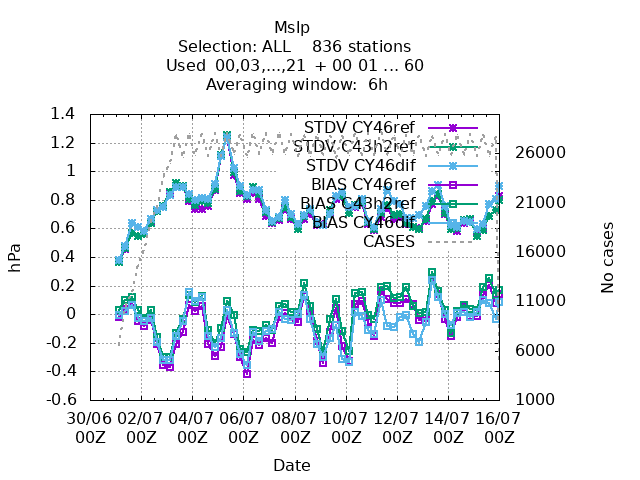 Mslp
Selection: ALL 836 stations
Used 00,03,...,21 + 00 01 ... 60
Averaging window: 6h
1.4
1.2
1
0.8
0.6
0.4
0.2
0
-0.2
-0.4
-0.6
hPa
STDV CY46ref
STDV C43h2ref
STDV CY46dif
BIAS CY46ref
BIAS C43h2ref
BIAS CY46dif
CASES
26000
21000
16000
11000
6000
1000
No cases
30/06 02/07 04/07 06/07 08/07 10/07 12/07 14/07 16/07
00Z 00Z 00Z 00Z 00Z 00Z 00Z 00Z 00Z
Date